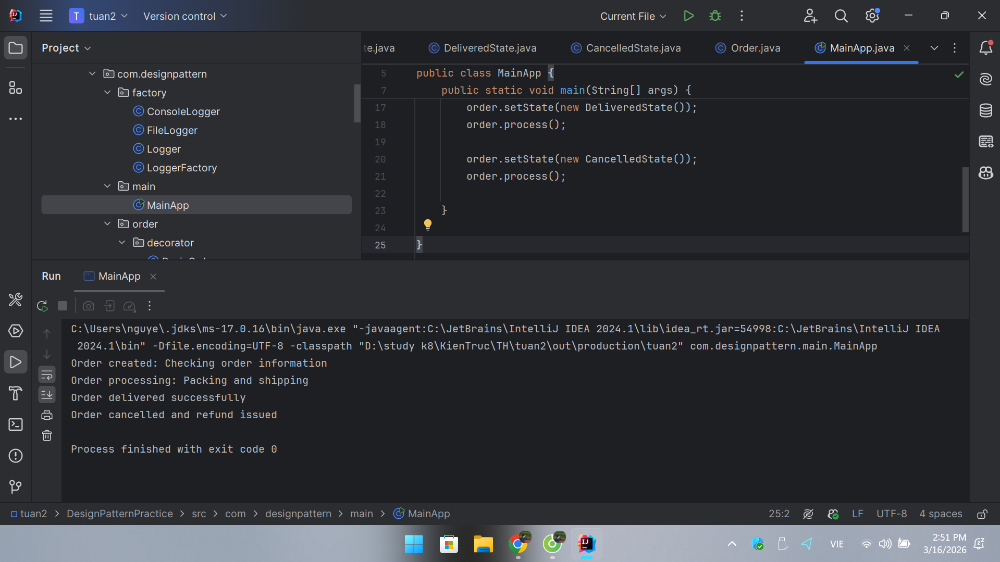 T tuan2 Version control Current File
Project
te.java DeliveredState.java CancelledState.java Order.java MainApp.java
com.designpattern
factory
ConsoleLogger
FileLogger
Logger
LoggerFactory
main
MainApp
order
decorator
5 public class MainApp {
7 public static void main(String[] args) {
17 order.setState(new DeliveredState());
18 order.process();
19
20 order.setState(new CancelledState());
21 order.process();
22
23 }
24
25 }
Run MainApp
C:\Users\nguye\.jdks\ms-17.0.16\bin\java.exe "-javaagent:C:\JetBrains\IntelliJ IDEA 2024.1\lib\idea_rt.jar=54998:C:\JetBrains\IntelliJ IDEA
2024.1\bin" -Dfile.encoding=UTF-8 -classpath "D:\study k8\KienTruc\TH\tuan2\out\production\tuan2" com.designpattern.main.MainApp
Order created: Checking order information
Order processing: Packing and shipping
Order delivered successfully
Order cancelled and refund issued
Process finished with exit code 0
tuan2 > DesignPatternPractice > src > com > designpattern > main > MainApp 25:2 LF UTF-8 4 spaces
VIE 2:51 PM
3/16/2026